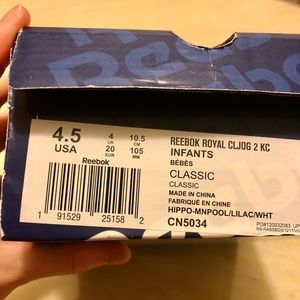 Reebok
4.5
USA
4
UK
20
EUR
10.5
CM
105
MM
Reebok
1 91529 25158 2
REEBOK ROYAL CLJOG 2 KC
INFANTS
BÉBÉS
CLASSIC
CLASSIC
MADE IN CHINA
FABRIQUÉ EN CHINE
HIPPO-MNPOOL/LILAC/WHT
CN5034
PO#120032083